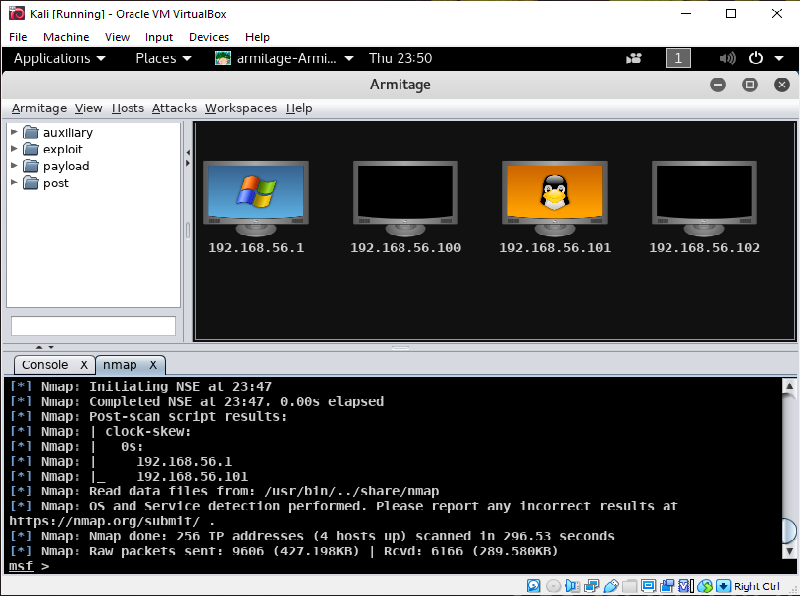 Kali [Running] - Oracle VM VirtualBox
File Machine View Input Devices Help
Applications Places armitage-Armi... Thu 23:50 1
Armitage
Armitage View Hosts Attacks Workspaces Help
auxiliary
exploit
payload
post
192.168.56.1 192.168.56.100 192.168.56.101 192.168.56.102
Console X nmap X
[*] Nmap: Initiating NSE at 23:47
[*] Nmap: Completed NSE at 23:47, 0.00s elapsed
[*] Nmap: Post-scan script results:
[*] Nmap: | clock-skew:
[*] Nmap: |   0s:
[*] Nmap: |     192.168.56.1
[*] Nmap: |_    192.168.56.101
[*] Nmap: Read data files from: /usr/bin/../share/nmap
[*] Nmap: OS and Service detection performed. Please report any incorrect results at
https://nmap.org/submit/ .
[*] Nmap: Nmap done: 256 IP addresses (4 hosts up) scanned in 296.53 seconds
[*] Nmap: Raw packets sent: 9606 (427.198KB) | Rcvd: 6166 (289.580KB)
msf >
Right Ctrl